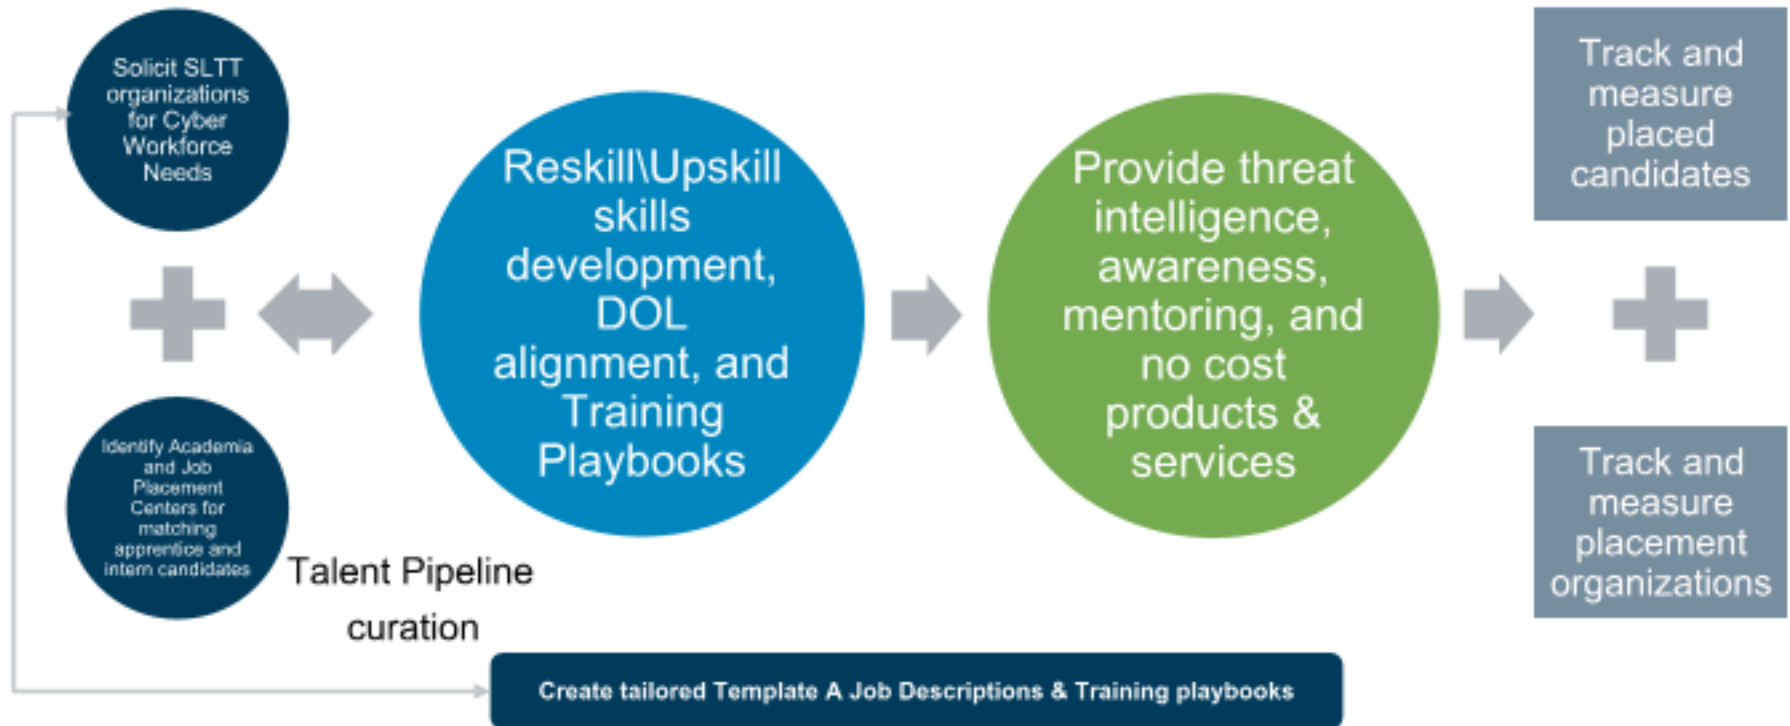 Solicit SLTT
organizations
for Cyber
Workforce
Needs
Identify Academia
and Job
Placement
Centers for
matching
apprentice and
intern candidates
Talent Pipeline
curation
Reskill\Upskill
skills
development,
DOL
alignment, and
Training
Playbooks
Provide threat
intelligence,
awareness,
mentoring, and
no cost
products &
services
Track and
measure
placed
candidates
Track and
measure
placement
organizations
Create tailored Template A Job Descriptions & Training playbooks